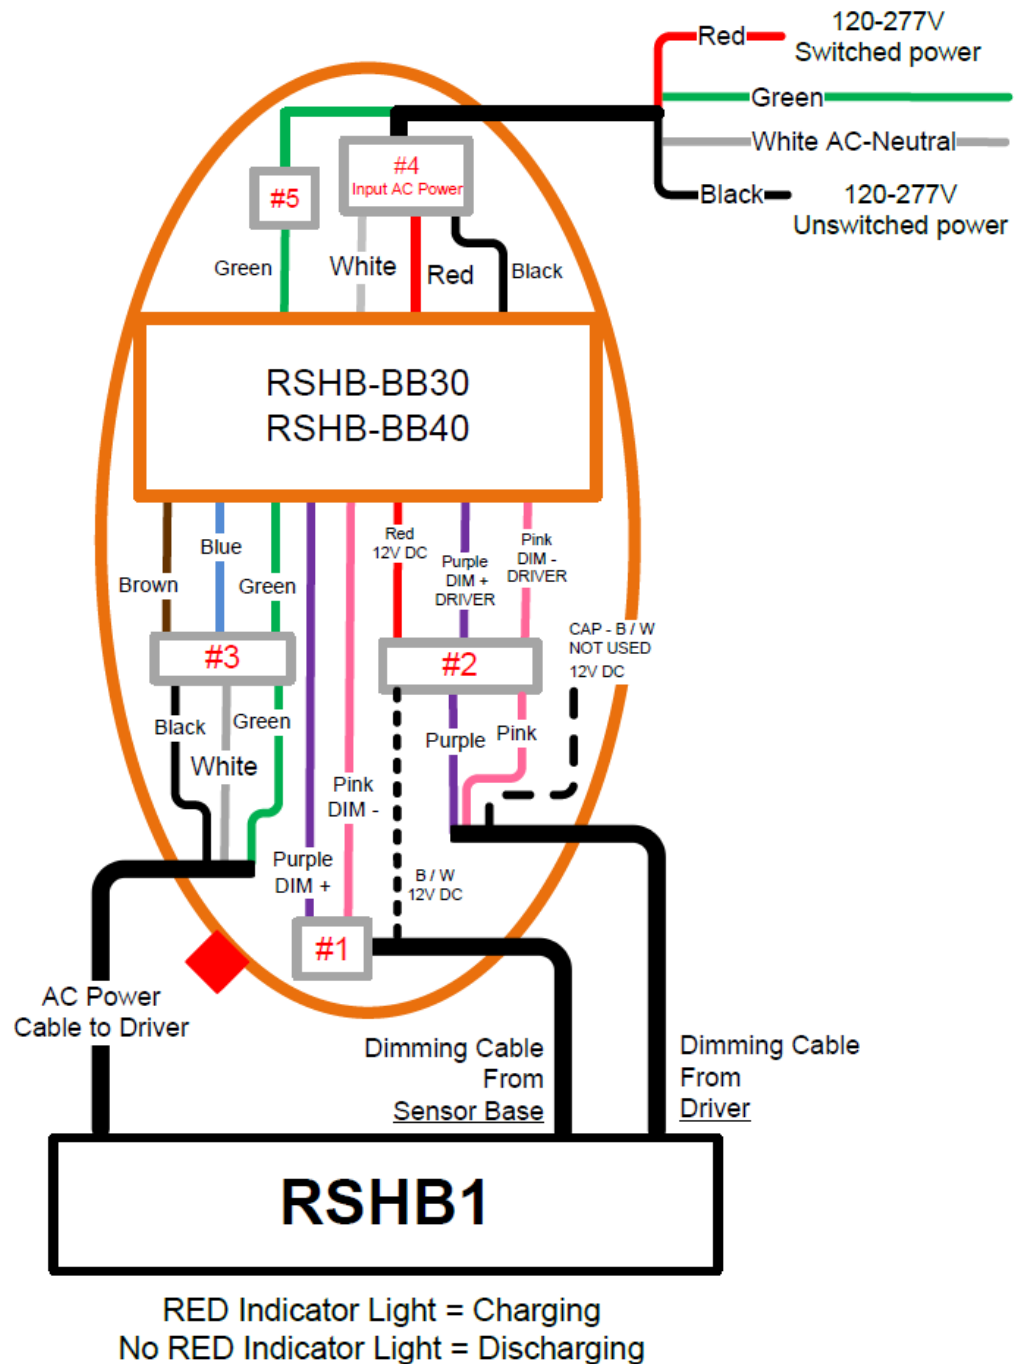 120-277V
Switched power
Red
Green
White AC-Neutral
Black
120-277V
Unswitched power
#4
Input AC Power
#5
Green
White
Red
Black
RSHB-BB30
RSHB-BB40
Brown
Blue
Green
Red
12V DC
Purple
DIM +
DRIVER
Pink
DIM -
DRIVER
CAP - B / W
NOT USED
12V DC
#3
#2
Black
White
Green
Purple
Pink
Pink
DIM -
Purple
DIM +
B / W
12V DC
#1
AC Power
Cable to Driver
Dimming Cable
From
Sensor Base
Dimming Cable
From
Driver
RSHB1
RED Indicator Light = Charging
No RED Indicator Light = Discharging